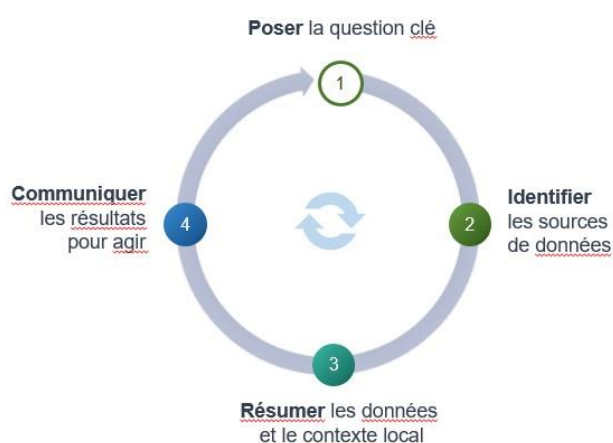 Poser la question clé
1
Identifier
les sources
de données
2
Résumer les données
et le contexte local
3
Communiquer
les résultats
pour agir
4